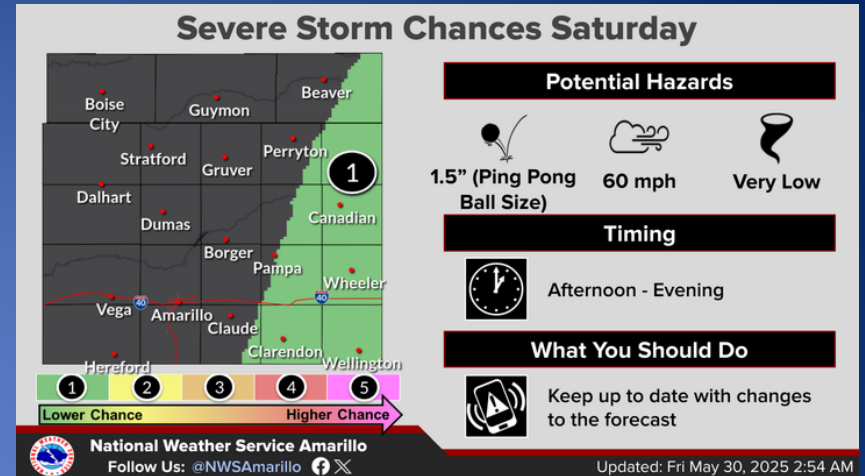 Severe Storm Chances Saturday
Boise
City
Guymon
Beaver
Stratford
Gruver
Perryton
1
Dalhart
Canadian
Dumas
Borger
Pampa
Wheeler
40
40
Vega
Amarillo
Claude
Clarendon
Hereford
Wellington
1 2 3 4 5
Lower Chance Higher Chance
Potential Hazards
1.5” (Ping Pong
Ball Size)
60 mph
Very Low
Timing
Afternoon - Evening
What You Should Do
Keep up to date with changes
to the forecast
National Weather Service Amarillo
Follow Us: @NWSAmarillo
Updated: Fri May 30, 2025 2:54 AM